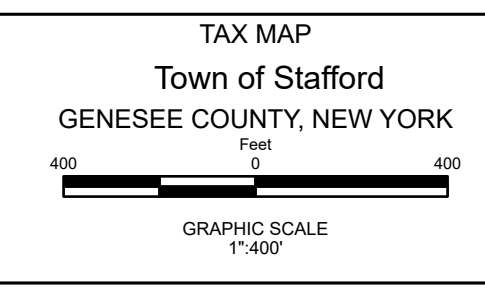 TAX MAP
Town of Stafford
GENESEE COUNTY, NEW YORK
Feet
400 0 400
GRAPHIC SCALE
1":400'